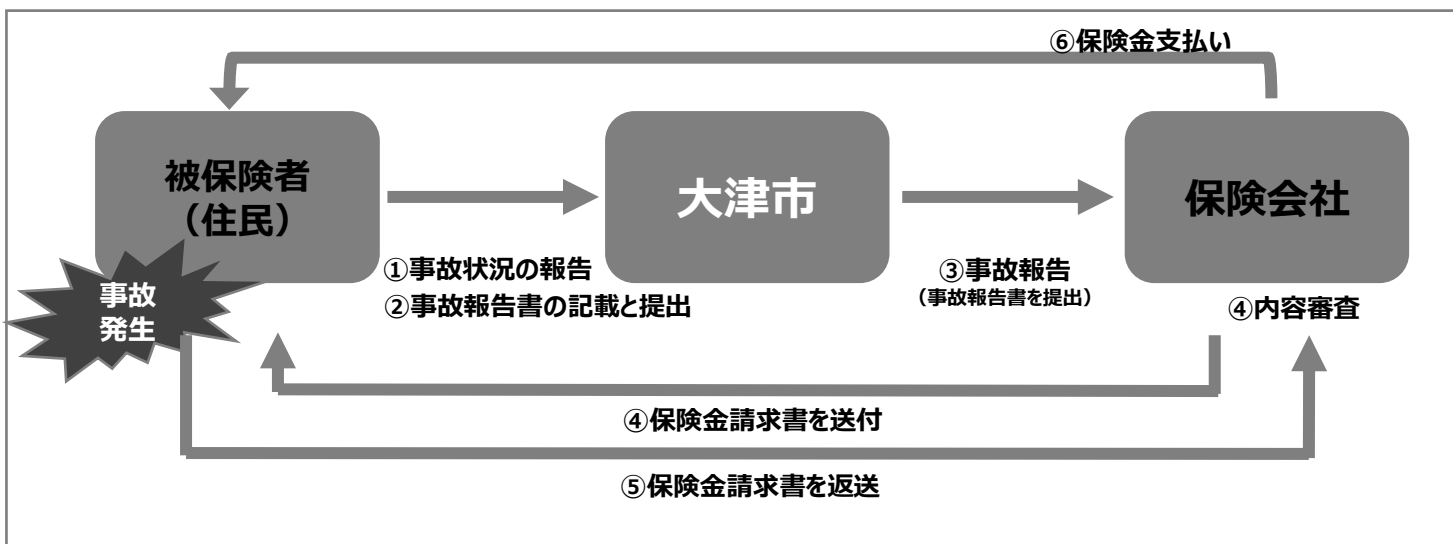 ⑥保険金支払い
被保険者
（住民）
大津市
保険会社
事故
発生
①事故状況の報告
②事故報告書の記載と提出
③事故報告
（事故報告書を提出）
④内容審査
④保険金請求書を送付
⑤保険金請求書を返送